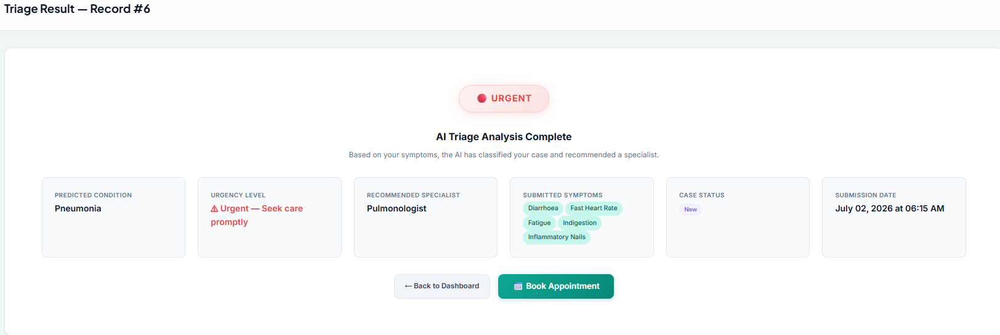 Triage Result — Record #6
URGENT
AI Triage Analysis Complete
Based on your symptoms, the AI has classified your case and recommended a specialist.
PREDICTED CONDITION
Pneumonia
URGENCY LEVEL
⚠ Urgent — Seek care
promptly
RECOMMENDED SPECIALIST
Pulmonologist
SUBMITTED SYMPTOMS
Diarrhoea Fast Heart Rate
Fatigue Indigestion
Inflammatory Nails
CASE STATUS
New
SUBMISSION DATE
July 02, 2026 at 06:15 AM
← Back to Dashboard
Book Appointment